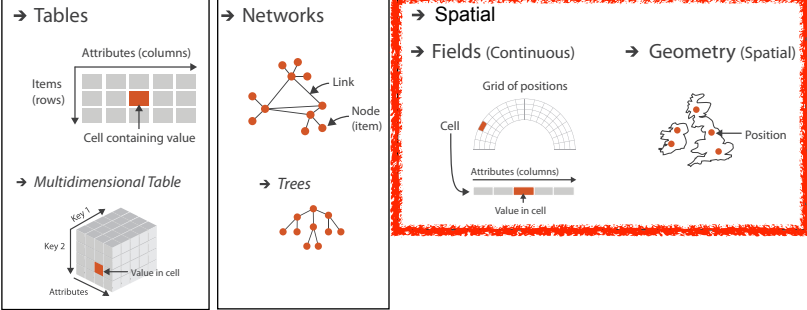 → Tables
Attributes (columns)
Items
(rows)
Cell containing value
→ Multidimensional Table
Key 1
Key 2
Value in cell
Attributes
→ Networks
Link
Node
(item)
→ Trees
→ Spatial
→ Fields (Continuous)
Grid of positions
Cell
Attributes (columns)
Value in cell
→ Geometry (Spatial)
Position